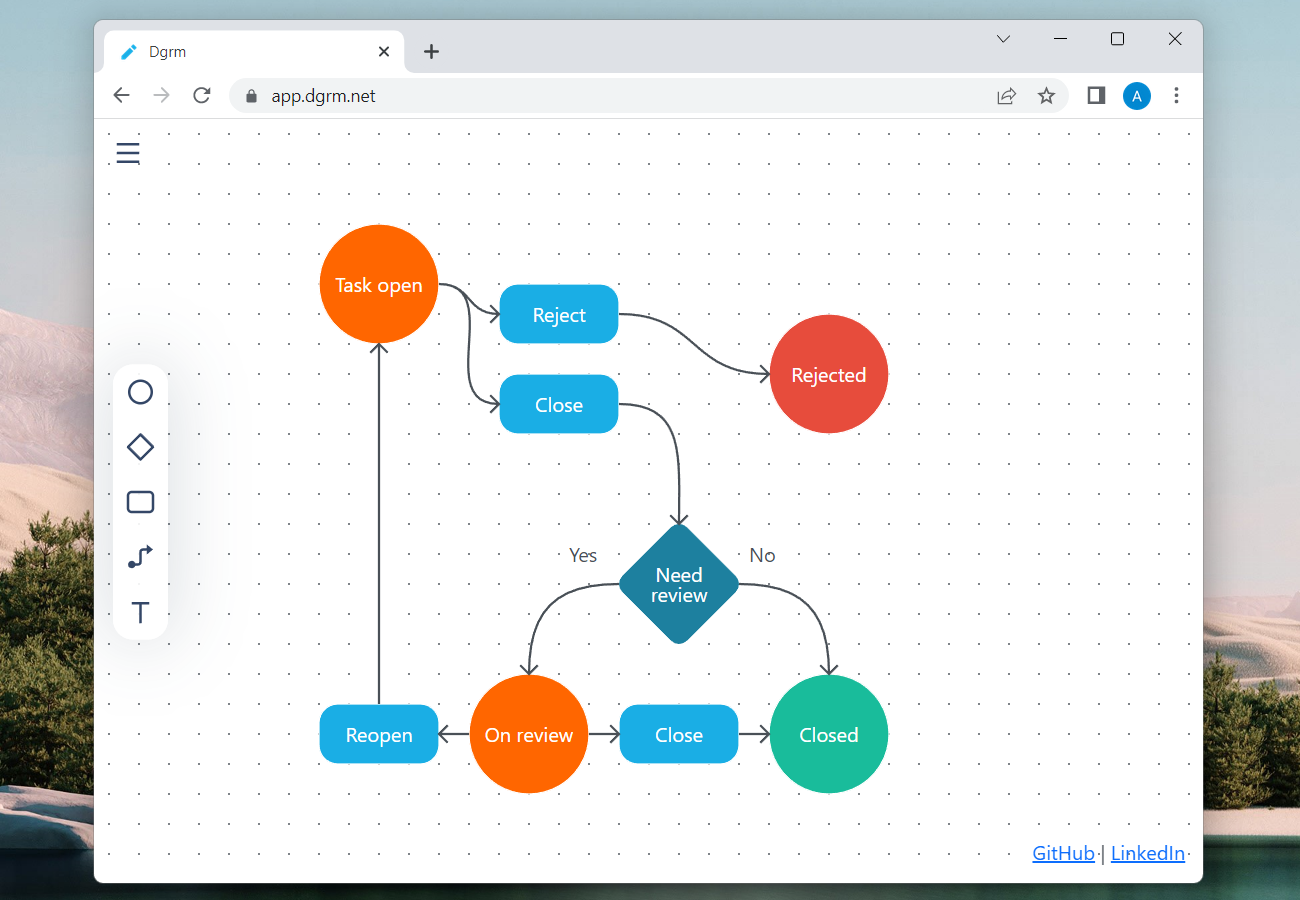 Dgrm
app.dgrm.net
A
Task open
Reject
Rejected
Close
Yes
No
Need
review
T
Reopen
On review
Close
Closed
GitHub | LinkedIn